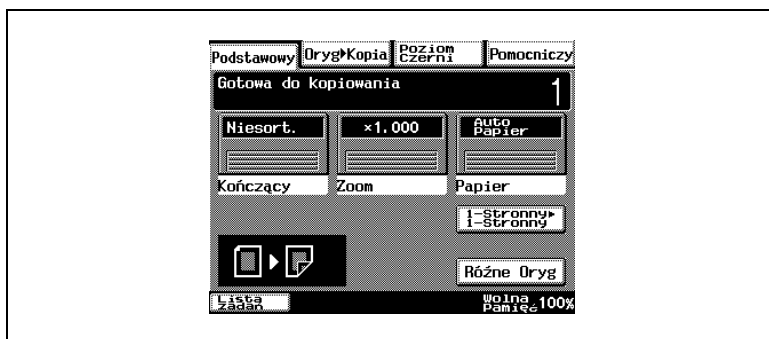 Podstawowy Oryg▸Kopia Poziom Czerni Pomocniczy
Gotowa do kopiowania 1
Niesort. ×1.000 Auto Papier
Kończący Zoom Papier
1-Stronny▸
1-Stronny
Różne Oryg
Lista Zadań Wolna Pamięć 100%